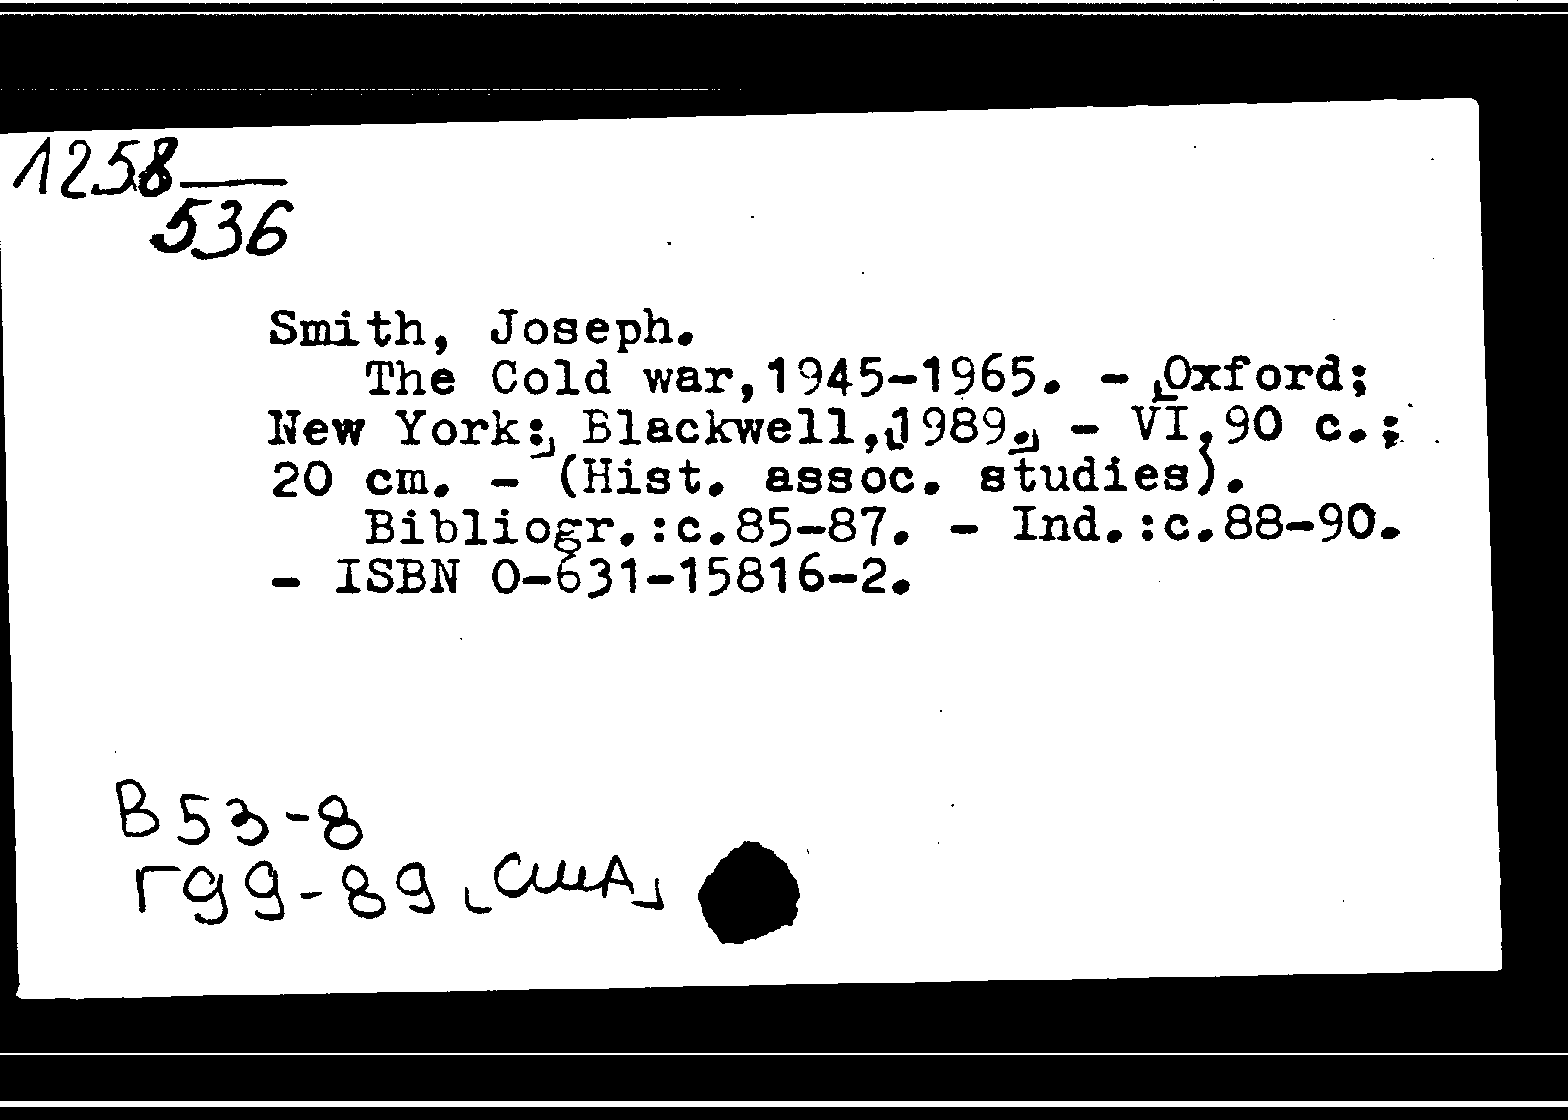 1258
536
Smith, Joseph.
The Cold war,1945-1965. - [Oxford;
New York:] Blackwell,[1989.] - VI,90 c.;
20 cm. - (Hist. assoc. studies).
Bibliogr.:c.85-87. - Ind.:c.88-90.
- ISBN 0-631-15816-2.
В53-8
Г99-89 [США]